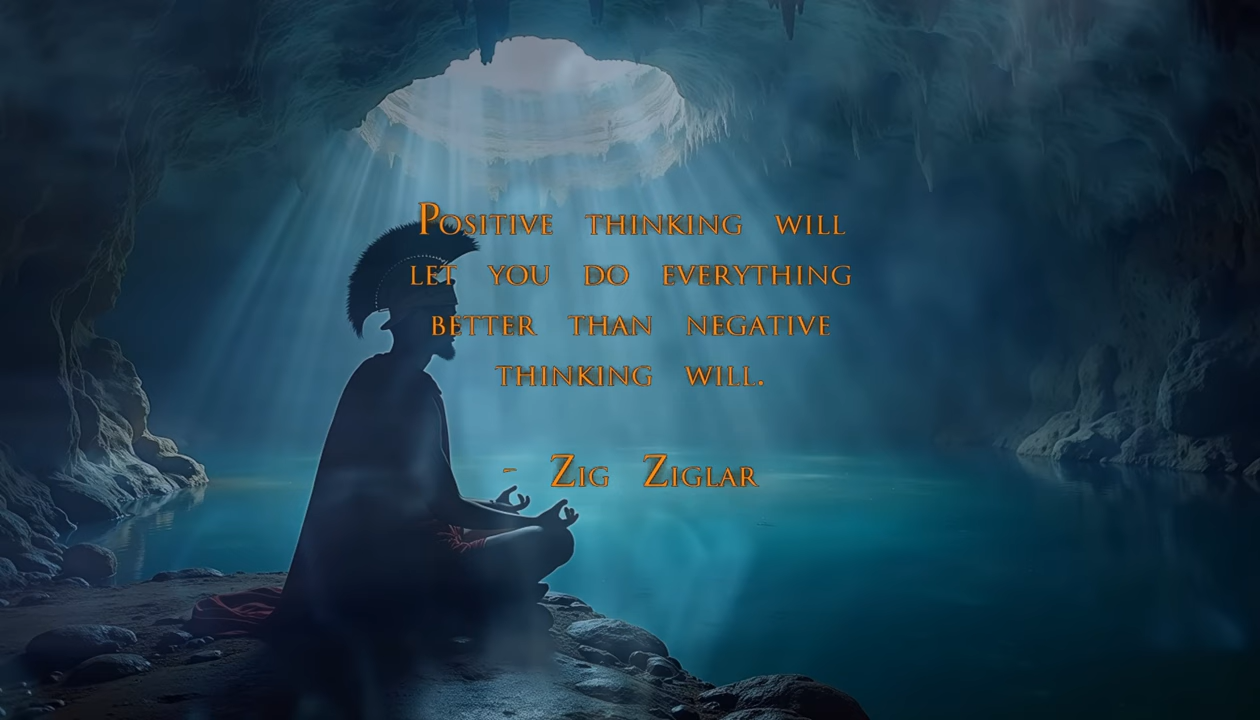 Positive thinking will
let you do everything
better than negative
thinking will.
- Zig Ziglar